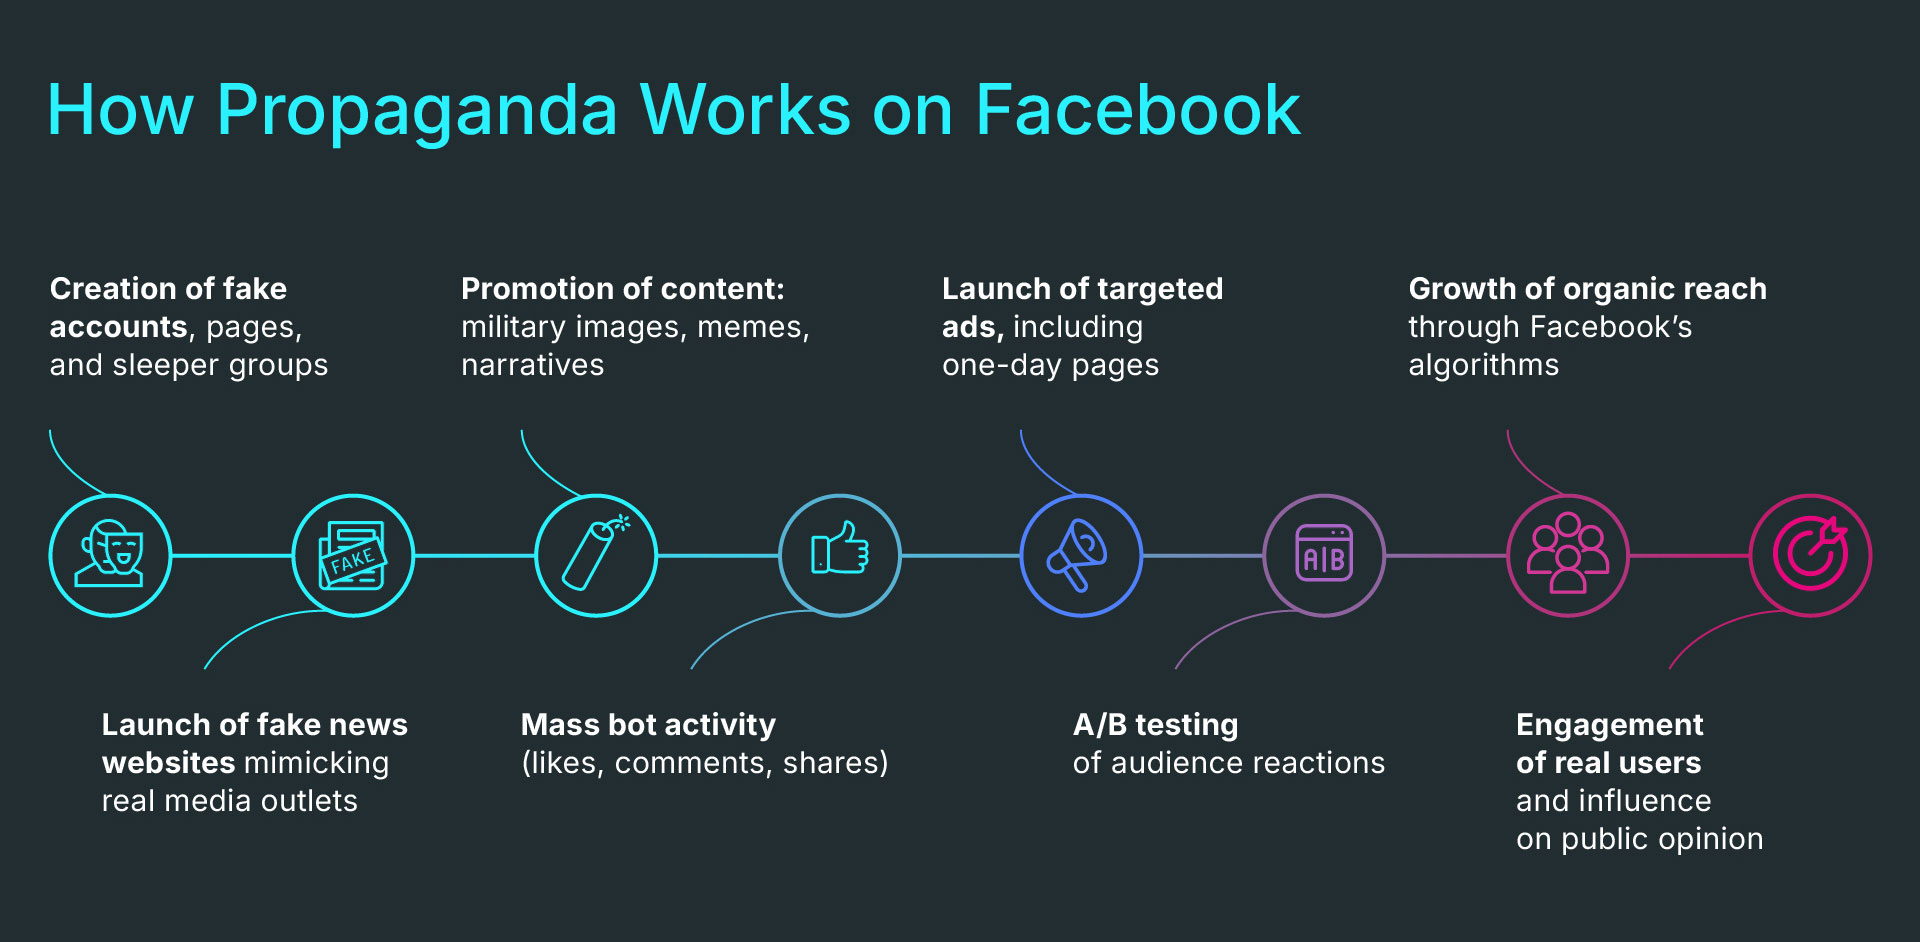 How Propaganda Works on Facebook
Creation of fake
accounts, pages,
and sleeper groups
FAKE
Launch of fake news
websites mimicking
real media outlets
Promotion of content:
military images, memes,
narratives
Mass bot activity
(likes, comments, shares)
Launch of targeted
ads, including
one-day pages
A|B
A/B testing
of audience reactions
Growth of organic reach
through Facebook’s
algorithms
Engagement
of real users
and influence
on public opinion